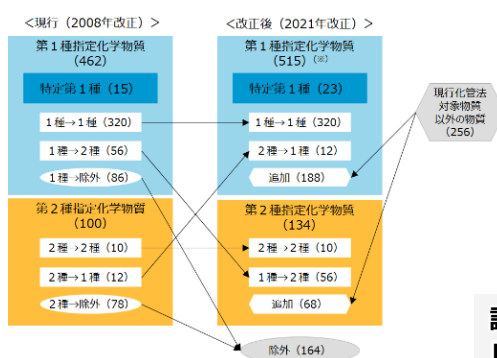 <現行（2008年改正）>
<改正後（2021年改正）>
第１種指定化学物質
（462）
特定第１種（15）
１種→１種（320）
１種→２種（56）
１種→除外（86）
第２種指定化学物質
（100）
２種→２種（10）
２種→１種（12）
２種→除外（78）
第１種指定化学物質
（515）（※）
特定第１種（23）
１種→１種（320）
２種→１種（12）
追加（188）
第２種指定化学物質
（134）
２種→２種（10）
１種→２種（56）
追加（68）
現行化管法
対象物質
以外の物質
（256）
除外（164）